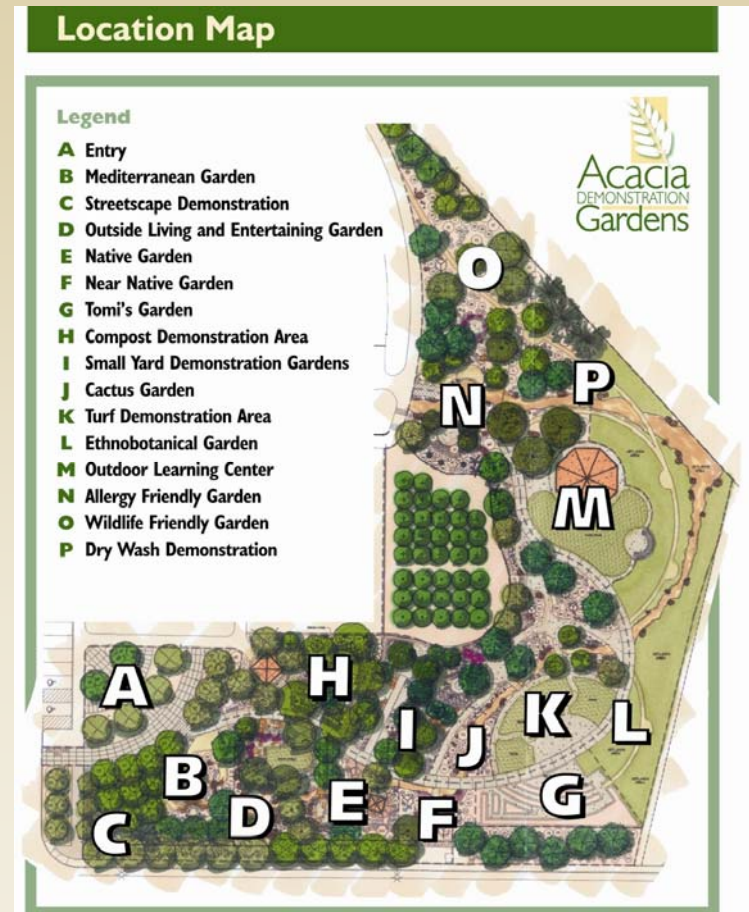 Location Map
Legend
A Entry
B Mediterranean Garden
C Streetscape Demonstration
D Outside Living and Entertaining Garden
E Native Garden
F Near Native Garden
G Tomi's Garden
H Compost Demonstration Area
I Small Yard Demonstration Gardens
J Cactus Garden
K Turf Demonstration Area
L Ethnobotanical Garden
M Outdoor Learning Center
N Allergy Friendly Garden
O Wildlife Friendly Garden
P Dry Wash Demonstration
Acacia
DEMONSTRATION
Gardens
O
P
N
M
A
H
K
L
I
J
B
E
G
D
F
C